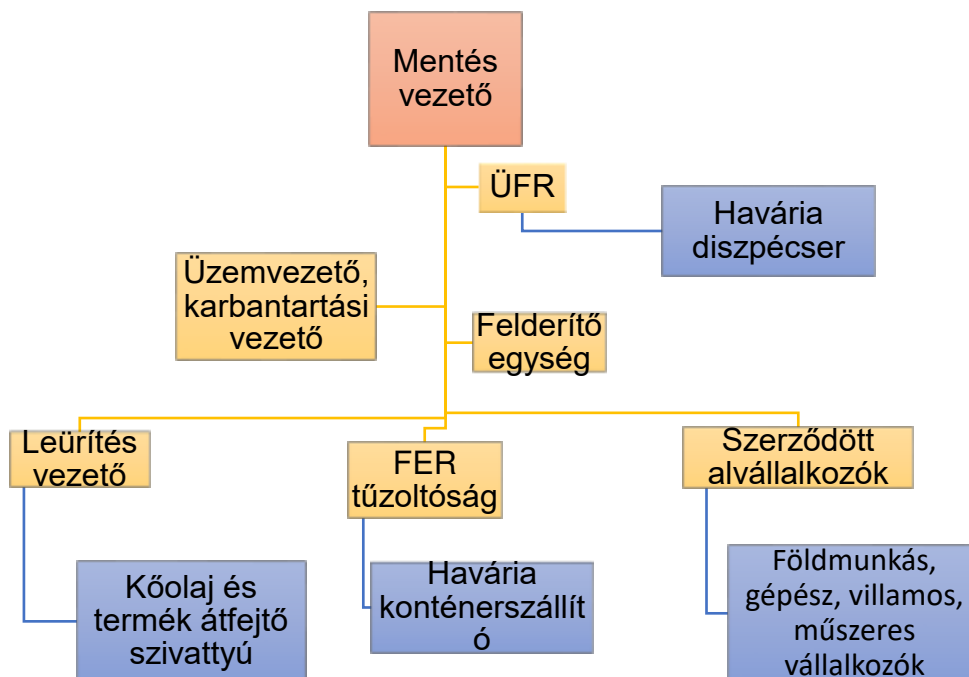 Mentés
vezető
ÜFR
Havária
diszpécser
Üzemvezető,
karbantartási
vezető
Felderítő
egység
Leürítés
vezető
FER
tűzoltóság
Szerződött
alvállalkozók
Kőolaj és
termék átfejtő
szivattyú
Havária
konténerszállít
ó
Földmunkás,
gépész, villamos,
műszeres
vállalkozók